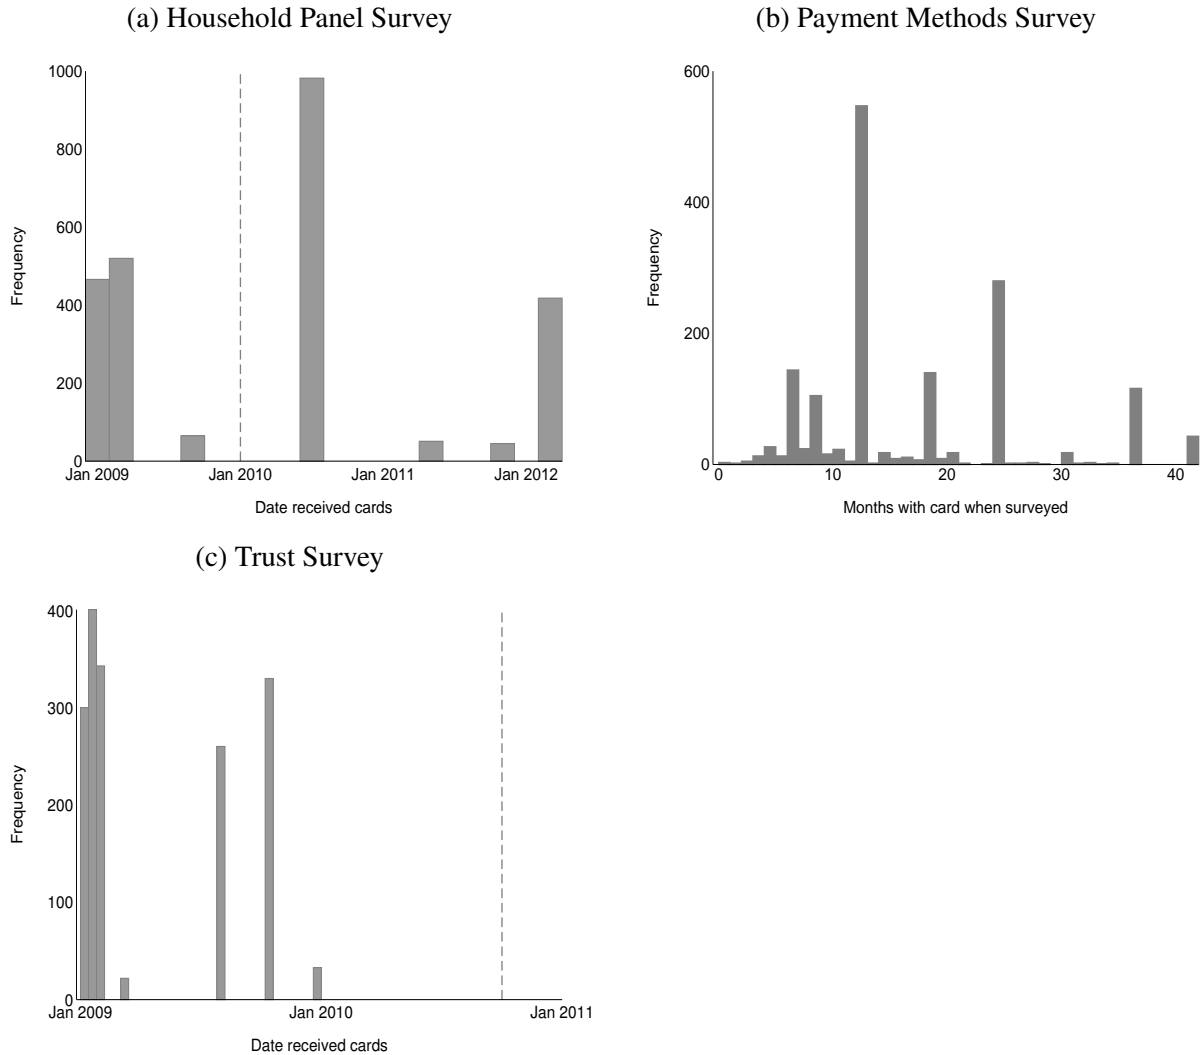 (a) Household Panel Survey
1000
800
600
400
200
0
Frequency
Jan 2009 Jan 2010 Jan 2011 Jan 2012
Date received cards
(b) Payment Methods Survey
600
400
200
0
Frequency
0 10 20 30 40
Months with card when surveyed
(c) Trust Survey
400
300
200
100
0
Frequency
Jan 2009 Jan 2010 Jan 2011
Date received cards